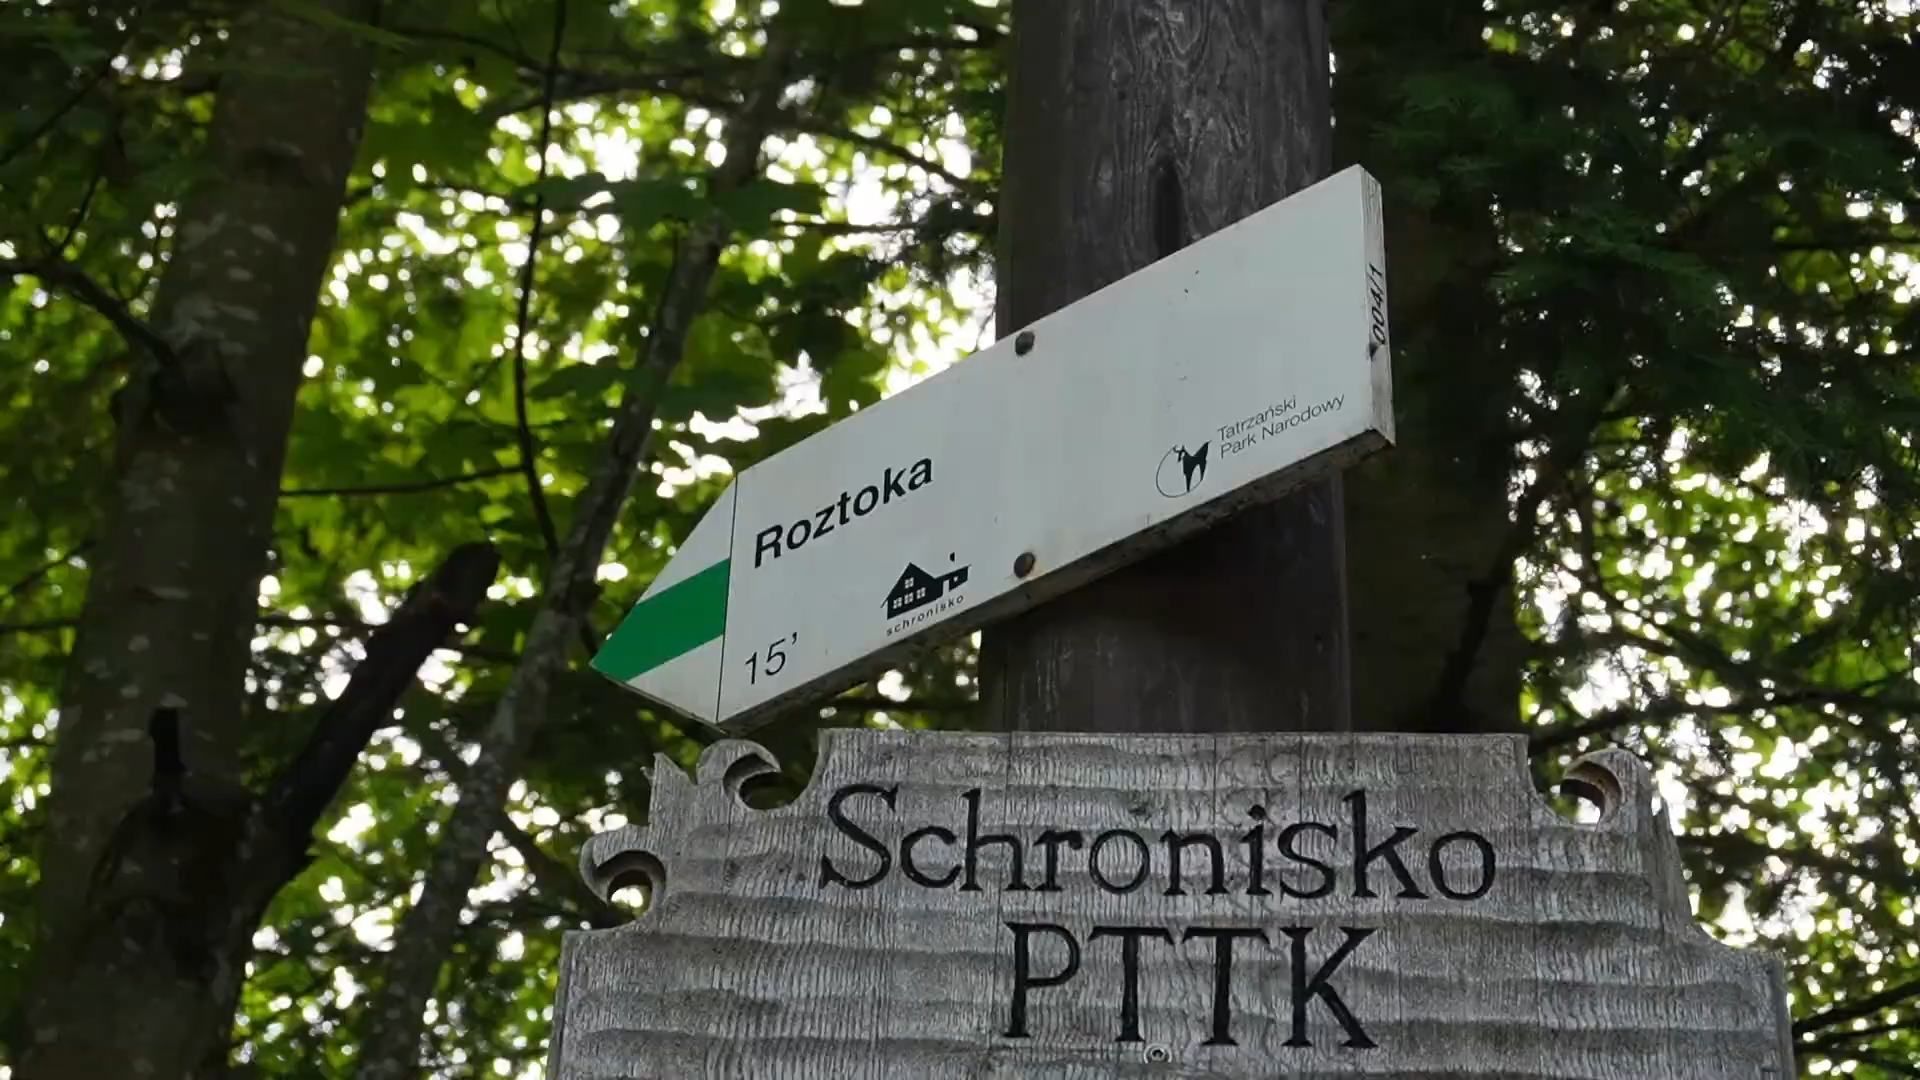 004/1
Roztoka
Tatrzański
Park Narodowy
15’
schronisko
Schronisko
PTTK